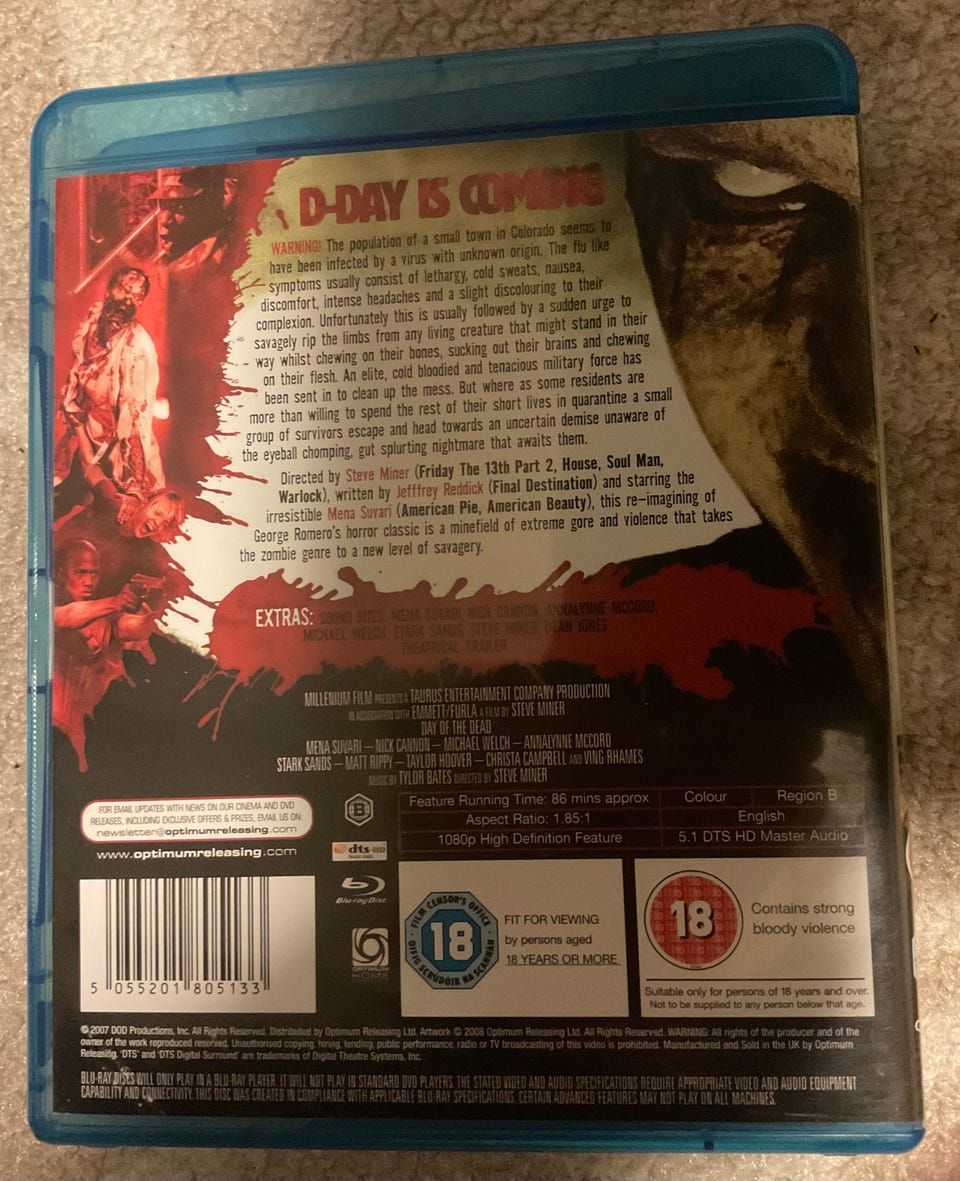 D-DAY IS COMING
WARNING! The population of a small town in Colorado seems to
have been infected by a virus with unknown origin. The flu like
symptoms usually consist of lethargy, cold sweats, nausea,
discomfort, intense headaches and a slight discolouring to their
complexion. Unfortunately this is usually followed by a sudden urge to
savagely rip the limbs from any living creature that might stand in their
way whilst chewing on their bones, sucking out their brains and chewing
on their flesh. An elite, cold bloodied and tenacious military force has
been sent in to clean up the mess. But where as some residents are
more than willing to spend the rest of their short lives in quarantine a small
group of survivors escape and head towards an uncertain demise unaware of
the eyeball chomping, gut splurting nightmare that awaits them.
Directed by Steve Miner (Friday The 13th Part 2, House, Soul Man,
Warlock), written by Jefffrey Reddick (Final Destination) and starring the
irresistible Mena Suvari (American Pie, American Beauty), this re-imagining of
George Romero's horror classic is a minefield of extreme gore and violence that takes
the zombie genre to a new level of savagery.
EXTRAS: SOUND BITES: MENA SUVARI, NICK CANNON, ANNALYNNE MCCORD,
MICHAEL WELCH, STARK SANDS, STEVE MINER, DEAN JONES
THEATRICAL TRAILER
MILLENIUM FILM PRESENTS A TAURUS ENTERTAINMENT COMPANY PRODUCTION
IN ASSOCIATION WITH EMMETT/FURLA A FILM BY STEVE MINER
DAY OF THE DEAD
MENA SUVARI – NICK CANNON – MICHAEL WELCH – ANNALYNNE MCCORD
STARK SANDS – MATT RIPPY – TAYLOR HOOVER – CHRISTA CAMPBELL AND VING RHAMES
MUSIC BY TYLOR BATES DIRECTED BY STEVE MINER
FOR EMAIL UPDATES WITH NEWS ON OUR CINEMA AND DVD
RELEASES, INCLUDING EXCLUSIVE OFFERS & PRIZES, EMAIL US ON:
newsletter@optimumreleasing.com
www.optimumreleasing.com
B
dts-HD
Master Audio
Blu-ray Disc
OPTIMUM
HOME
Feature Running Time: 86 mins approx
Colour
Region B
Aspect Ratio: 1.85:1
English
1080p High Definition Feature
5.1 DTS HD Master Audio
5 055201 805133
FILM CENSOR'S OFFICE
18
OIFIG SCRÚDÓIR NA SCANNÁN
FIT FOR VIEWING
by persons aged
18 YEARS OR MORE
18
Contains strong
bloody violence
Suitable only for persons of 18 years and over.
Not to be supplied to any person below that age.
© 2007 DOD Productions, Inc. All Rights Reserved. Distributed by Optimum Releasing Ltd. Artwork © 2008 Optimum Releasing Ltd. All Rights Reserved. WARNING: All rights of the producer and of the
owner of the work reproduced reserved. Unauthorised copying, hiring, lending, public performance, radio or TV broadcasting of this video is prohibited. Manufactured and Sold in the UK by Optimum
Releasing. 'DTS' and 'DTS Digital Surround' are trademarks of Digital Theatre Systems, Inc.
BLU-RAY DISCS WILL ONLY PLAY IN A BLU-RAY PLAYER. IT WILL NOT PLAY IN STANDARD DVD PLAYERS. THE STATED VIDEO AND AUDIO SPECIFICATIONS REQUIRE APPROPRIATE VIDEO AND AUDIO EQUIPMENT
CAPABILITY AND CONNECTIVITY. THIS DISC WAS CREATED IN COMPLIANCE WITH APPLICABLE BLU-RAY SPECIFICATIONS. CERTAIN ADVANCED FEATURES MAY NOT PLAY ON ALL MACHINES.